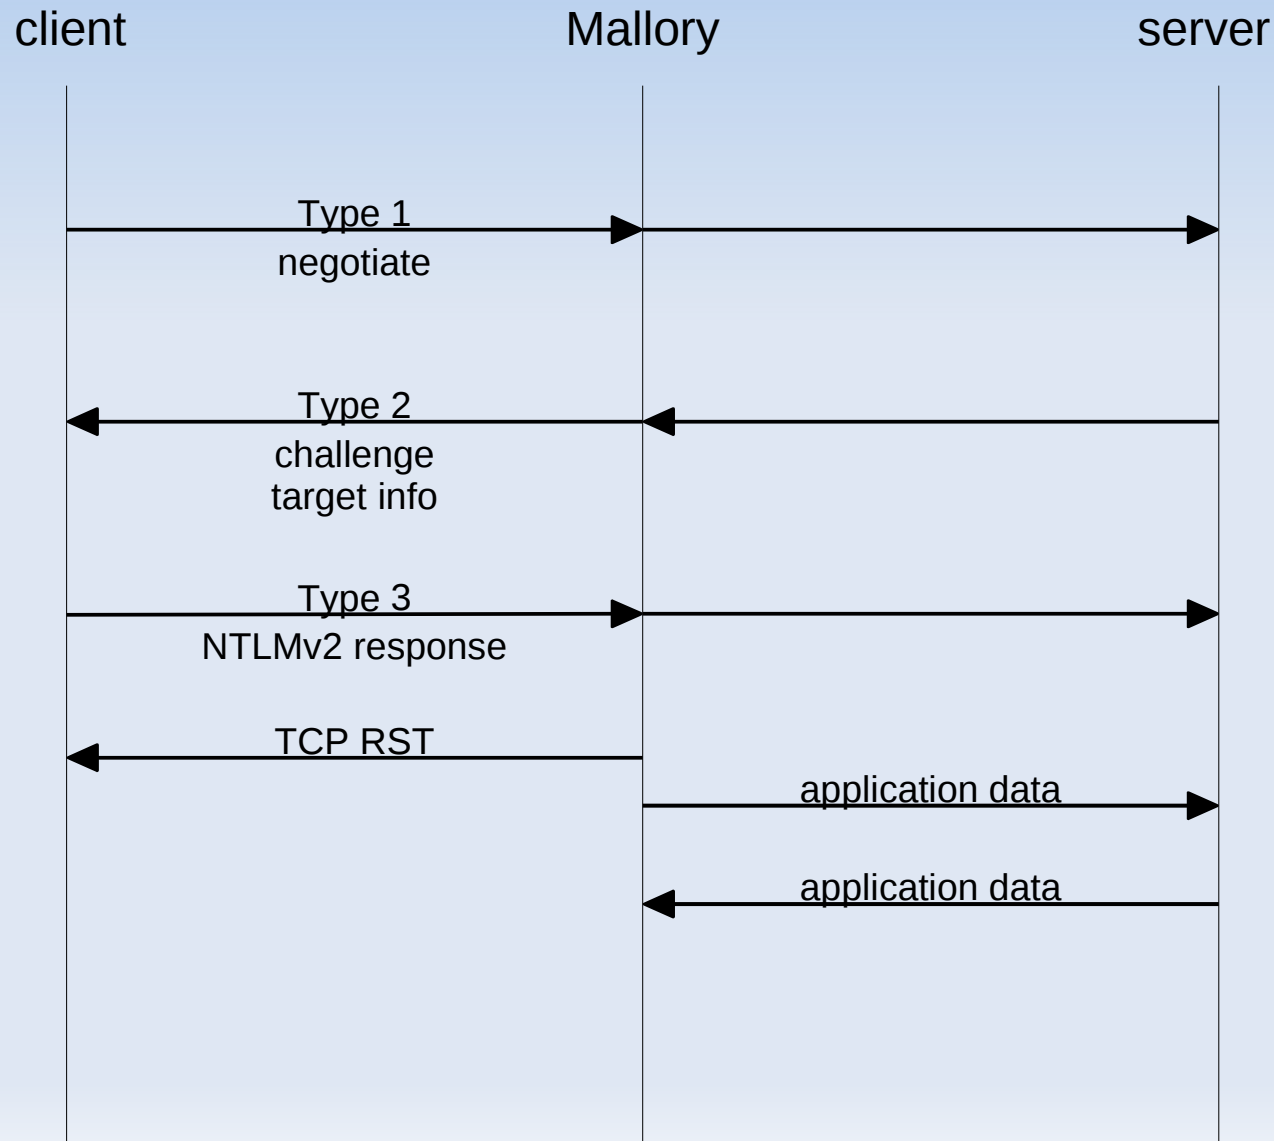 client
Mallory
server
Type 1
negotiate
Type 2
challenge
target info
Type 3
NTLMv2 response
TCP RST
application data
application data